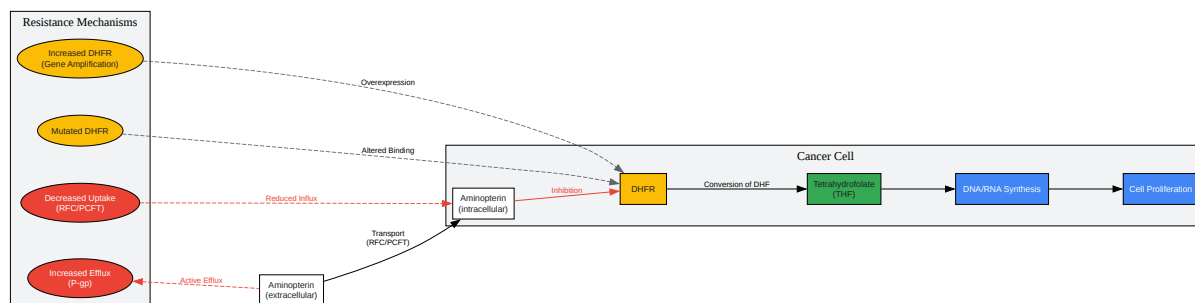 Resistance Mechanisms
Increased DHFR
(Gene Amplification)
Overexpression
Mutated DHFR
Altered Binding
Cancer Cell
Decreased Uptake
(RFC/PCFT)
Reduced Influx
Aminopterin
(intracellular)
Inhibition
DHFR
Conversion of DHF
Tetrahydrofolate
(THF)
DNA/RNA Synthesis
Cell Proliferation
Transport
(RFC/PCFT)
Increased Efflux
(P-gp)
Active Efflux
Aminopterin
(extracellular)